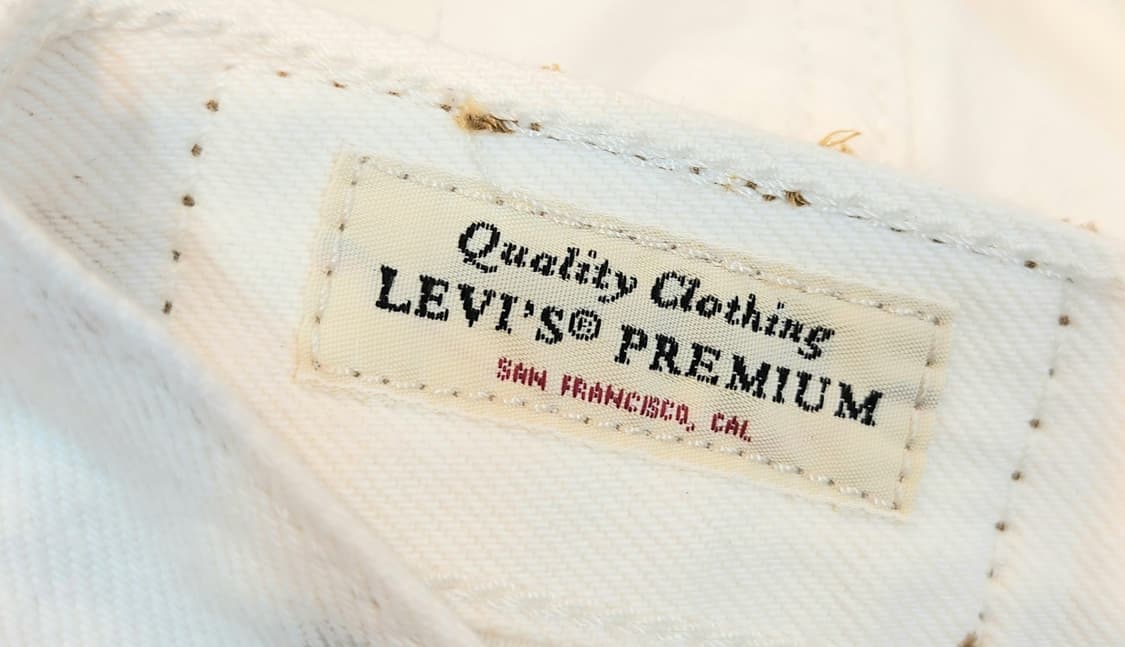 Quality Clothing
LEVI'S® PREMIUM
SAN FRANCISCO, CAL